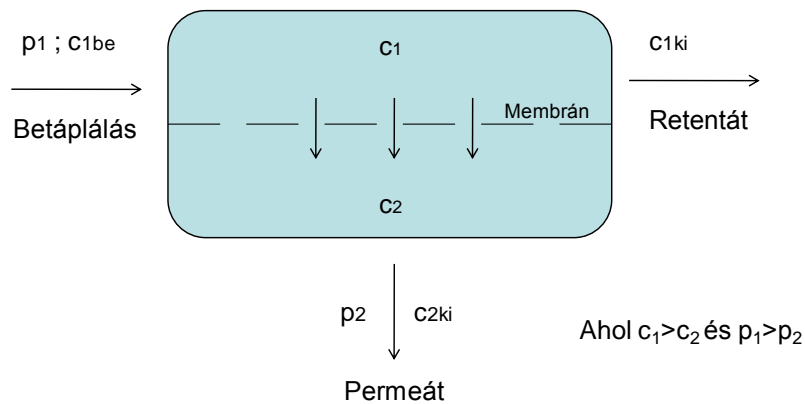 p1 ; c1be
Betáplálás
c1
Membrán
c2
c1ki
Retentát
p2 c2ki
Permeát
Ahol c₁>c₂ és p₁>p₂